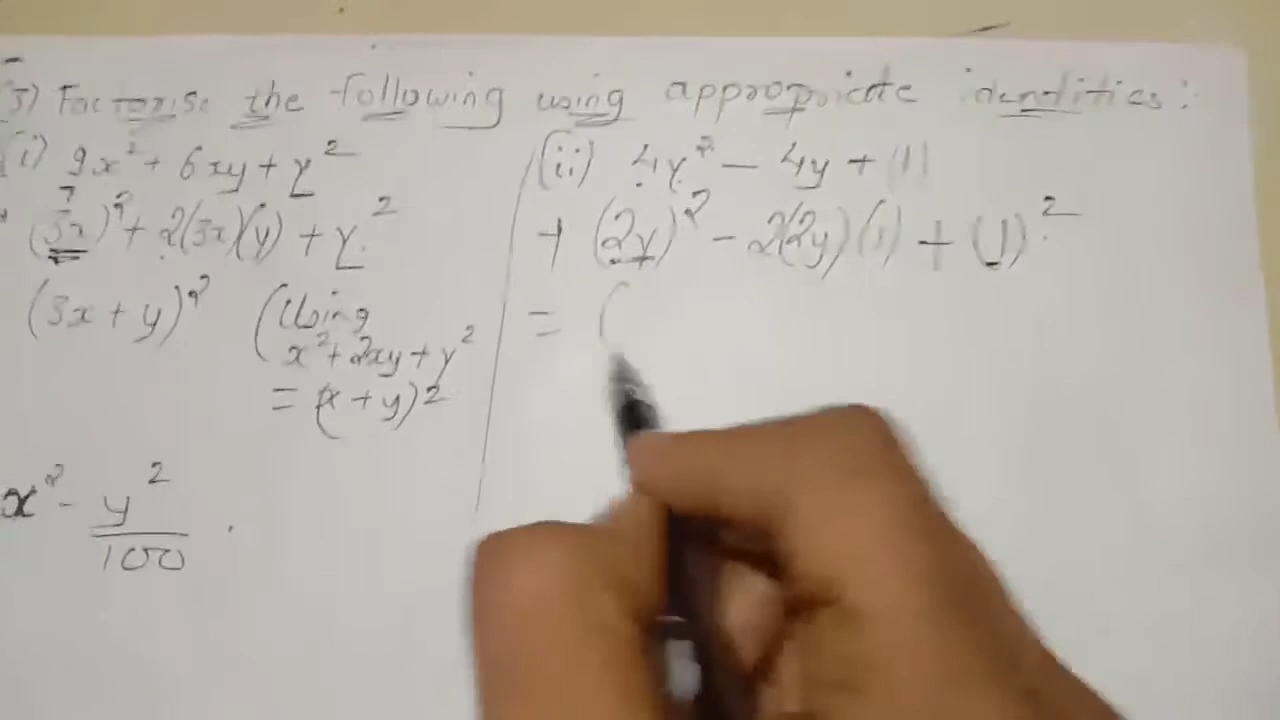 3) Factorise the following using appropriate identities:
(i) 9x² + 6xy + y²
(3x)² + 2(3x)(y) + y²
(3x + y)² (Using
x² + 2xy + y²
= (x + y)2
x² - y²/100 .
(ii) 4y² - 4y + (1)
+ (2y)² - 2(2y)(1) + (1)²
= (